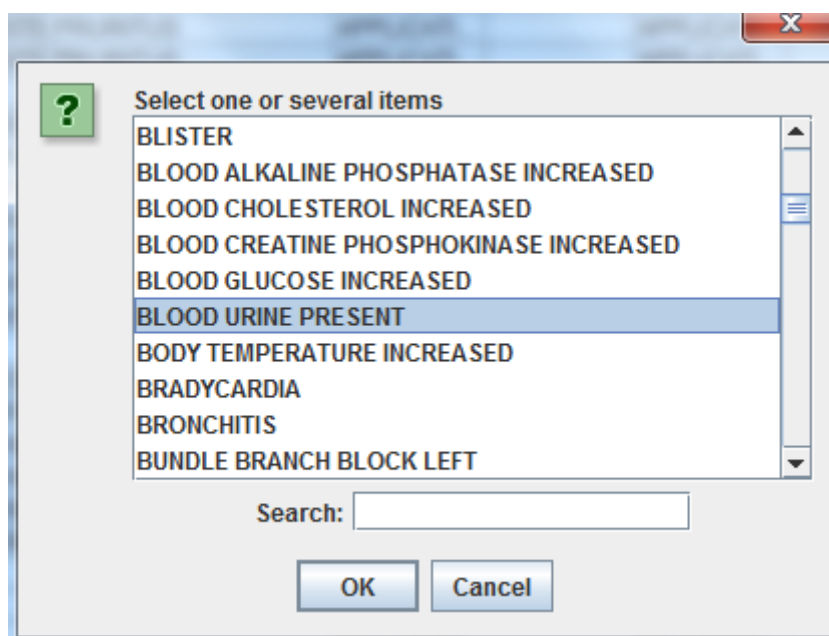 Select one or several items
BLISTER
BLOOD ALKALINE PHOSPHATASE INCREASED
BLOOD CHOLESTEROL INCREASED
BLOOD CREATINE PHOSPHOKINASE INCREASED
BLOOD GLUCOSE INCREASED
BLOOD URINE PRESENT
BODY TEMPERATURE INCREASED
BRADYCARDIA
BRONCHITIS
BUNDLE BRANCH BLOCK LEFT
Search:
OK Cancel